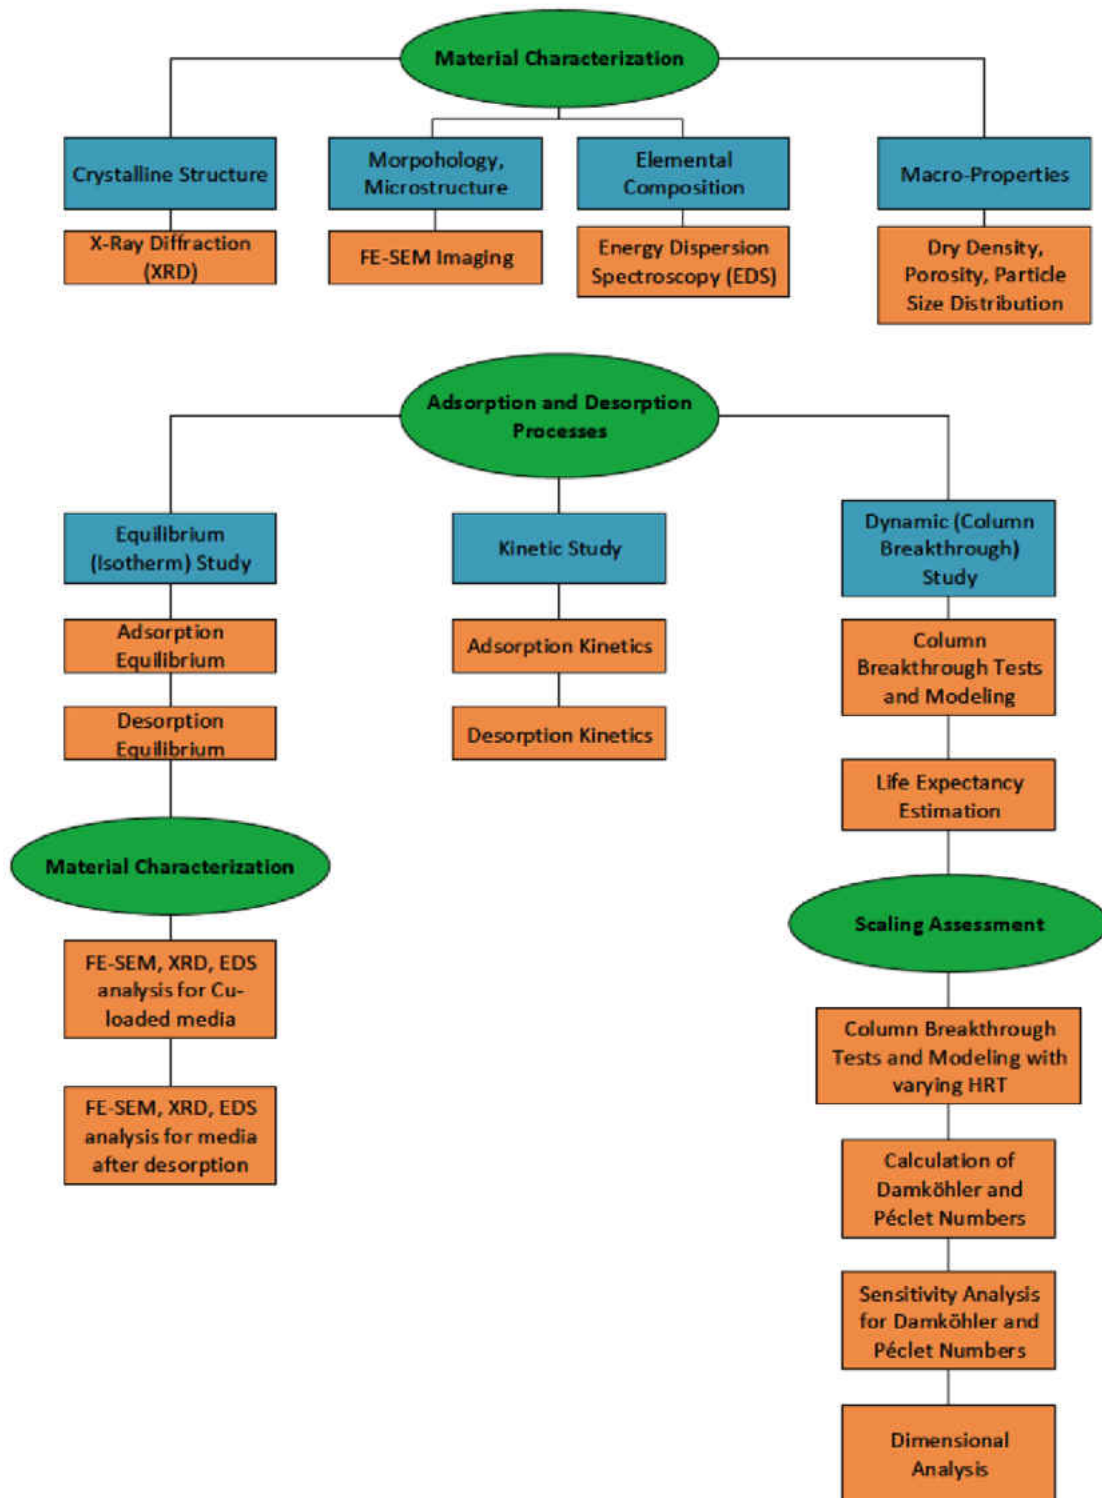 Material Characterization
Crystalline Structure
Morpohology,
Microstructure
Elemental
Composition
Macro-Properties
X-Ray Diffraction
(XRD)
FE-SEM Imaging
Energy Dispersion
Spectroscopy (EDS)
Dry Density,
Porosity, Particle
Size Distribution
Adsorption and Desorption
Processes
Equilibrium
(Isotherm) Study
Adsorption
Equilibrium
Desorption
Equilibrium
Material Characterization
FE-SEM, XRD, EDS
analysis for Cu-
loaded media
FE-SEM, XRD, EDS
analysis for media
after desorption
Kinetic Study
Adsorption Kinetics
Desorption Kinetics
Dynamic (Column
Breakthrough)
Study
Column
Breakthrough Tests
and Modeling
Life Expectancy
Estimation
Scaling Assessment
Column Breakthrough
Tests and Modeling with
varying HRT
Calculation of
Damköhler and
Péclet Numbers
Sensitivity Analysis
for Damköhler and
Péclet Numbers
Dimensional
Analysis